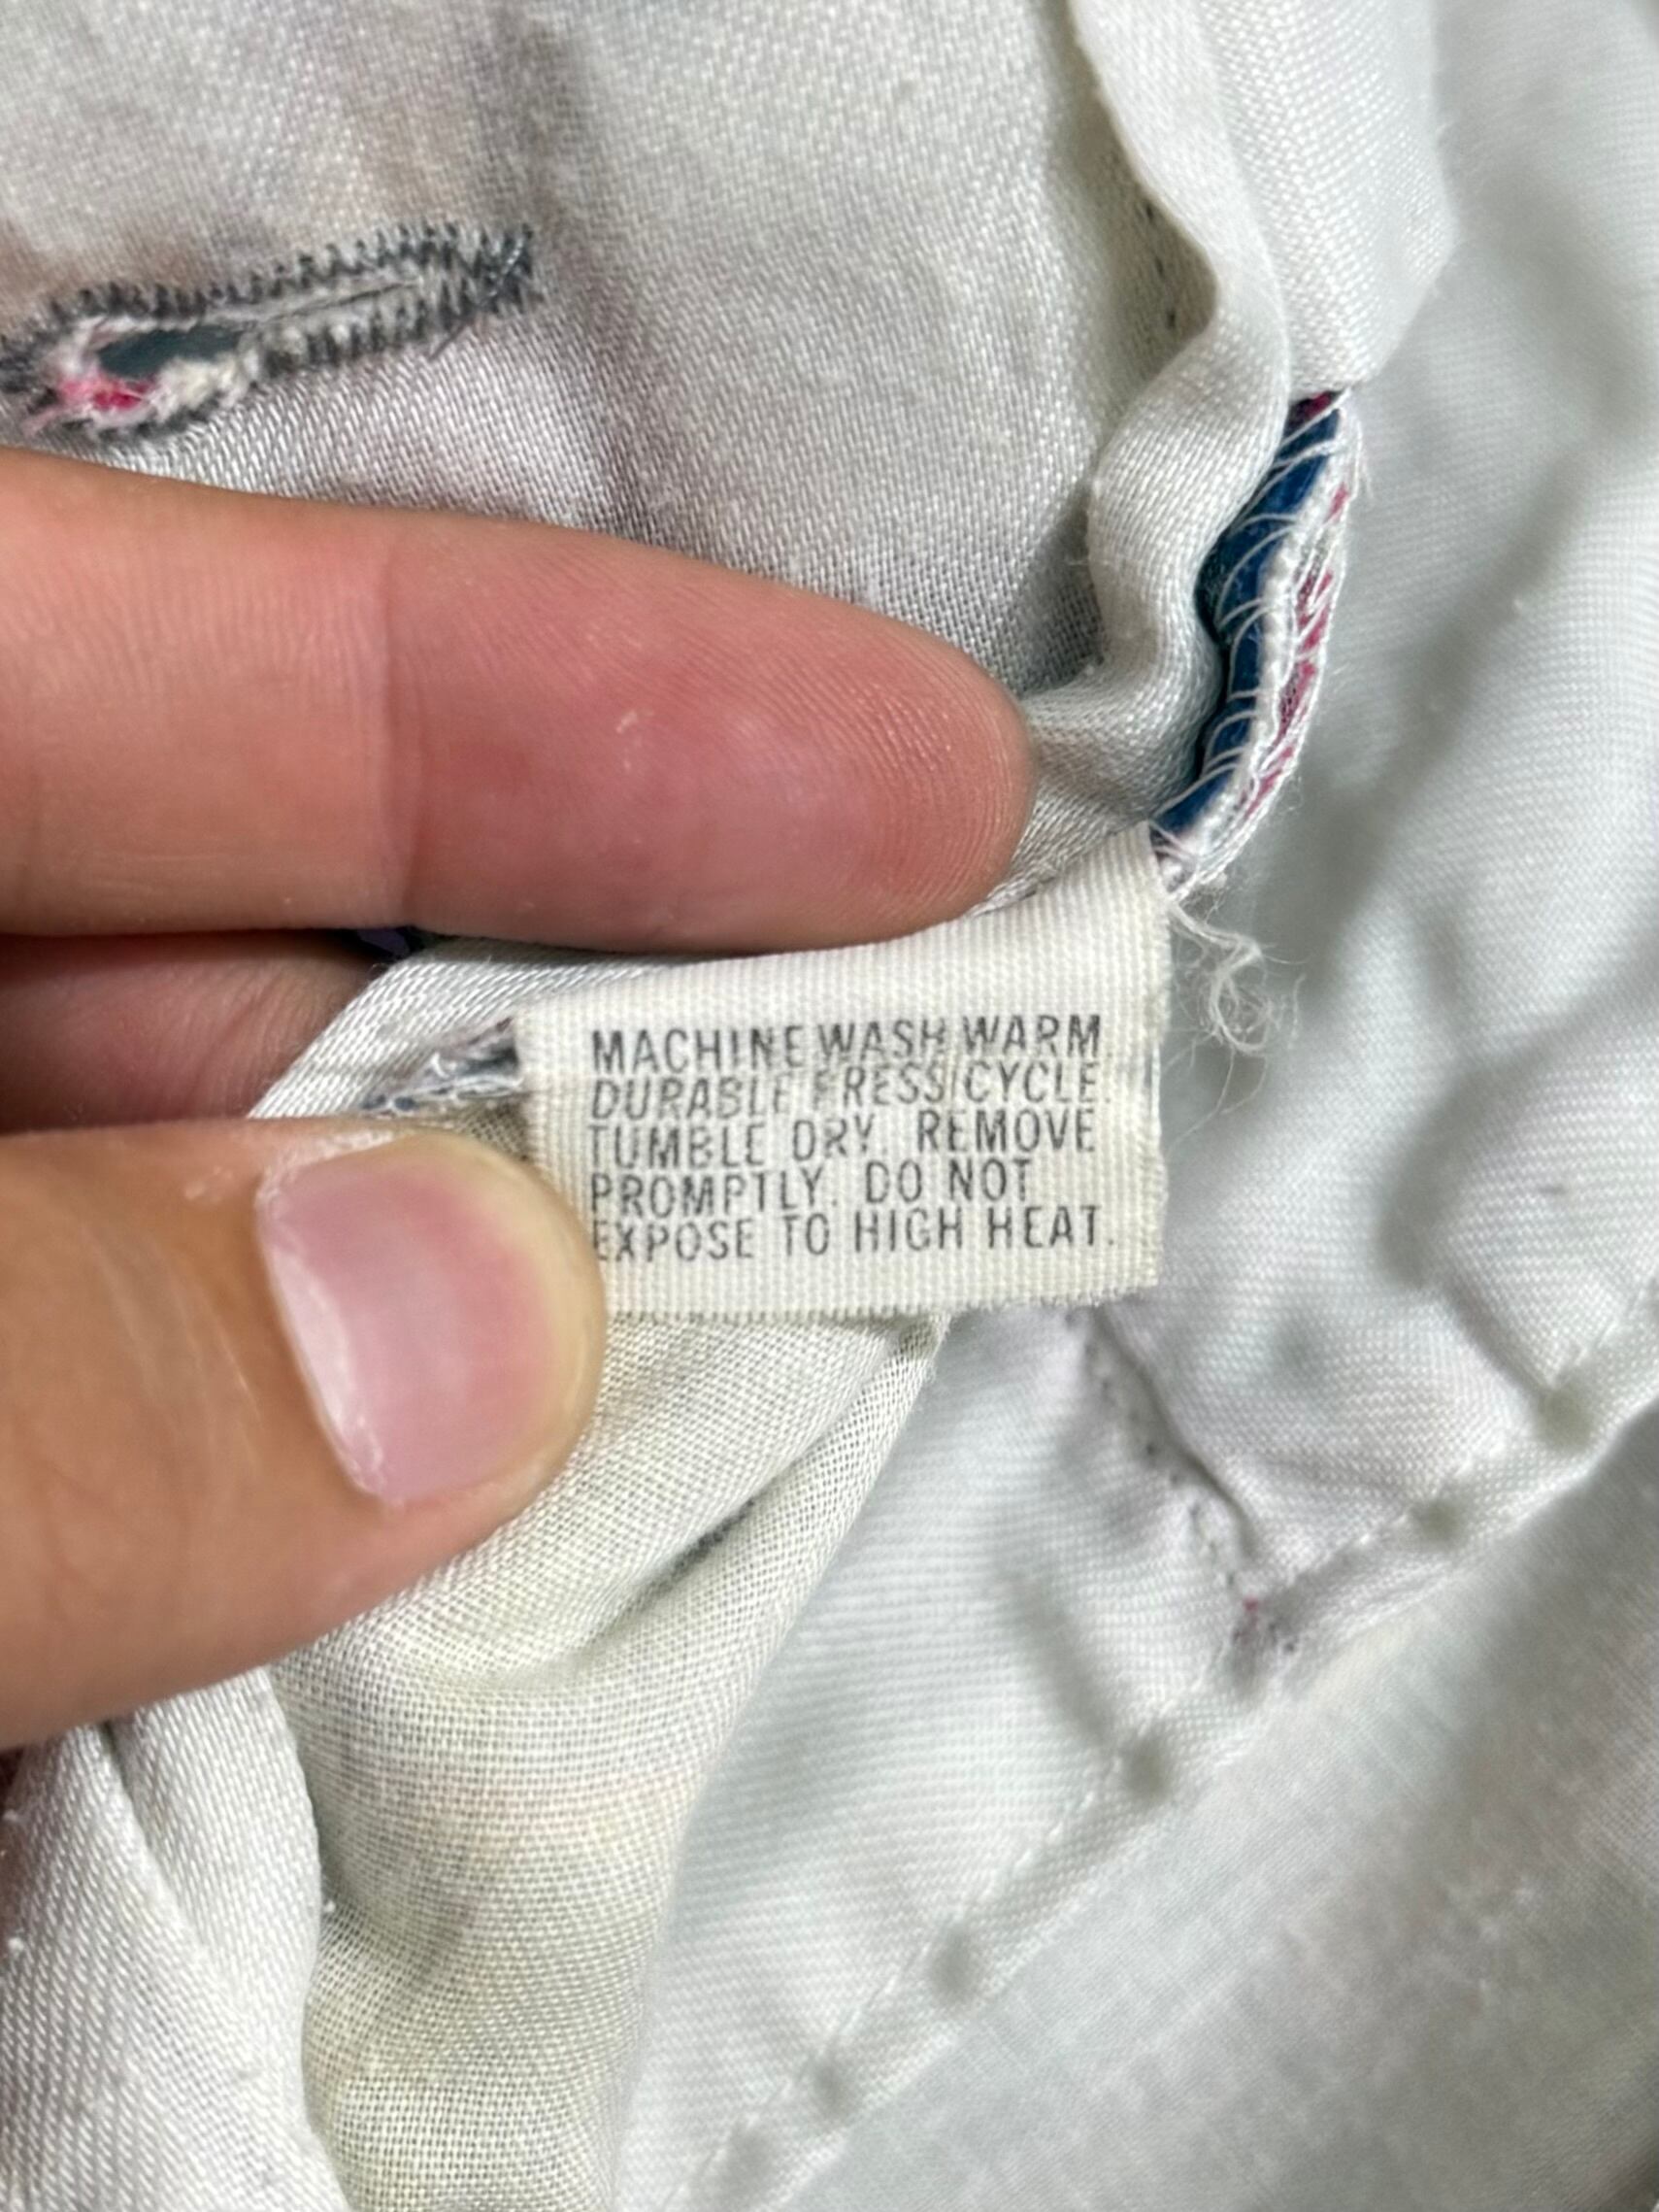 MACHINE WASH WARM.
DURABLE PRESS CYCLE.
TUMBLE DRY. REMOVE
PROMPTLY. DO NOT
EXPOSE TO HIGH HEAT.